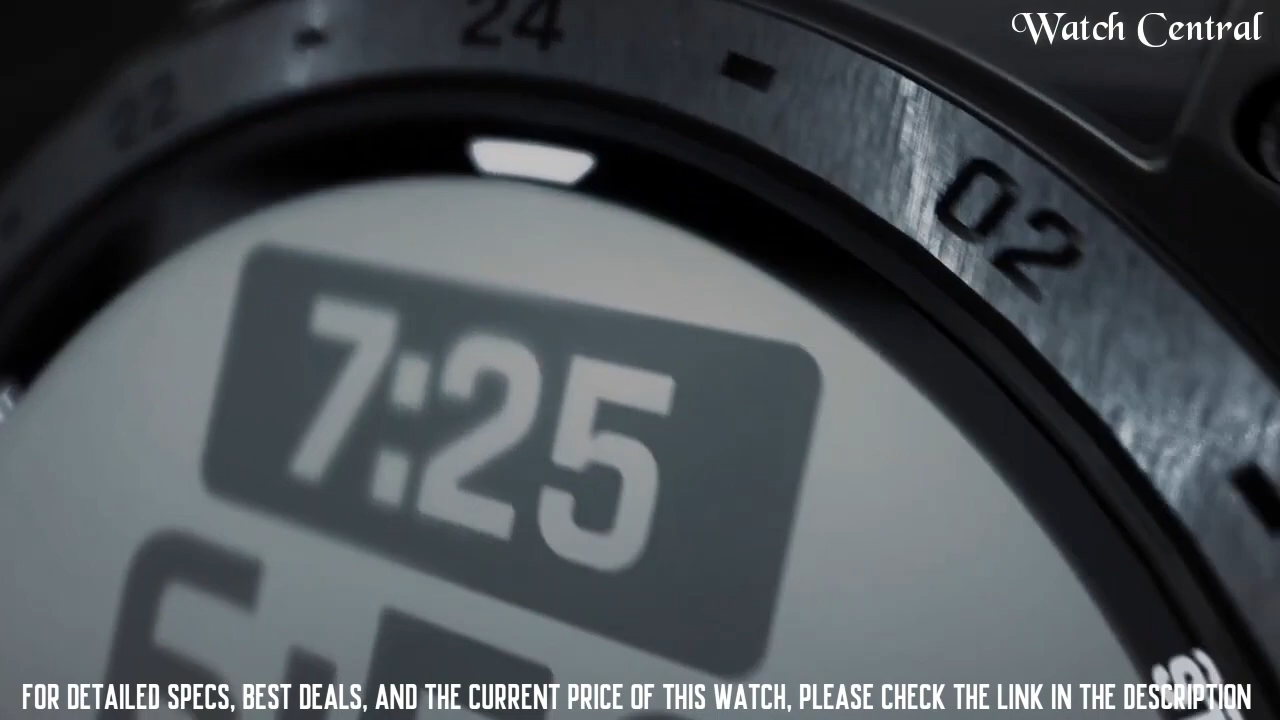 Watch Central
24
22
02
7:25
FOR DETAILED SPECS, BEST DEALS, AND THE CURRENT PRICE OF THIS WATCH, PLEASE CHECK THE LINK IN THE DESCRIPTION